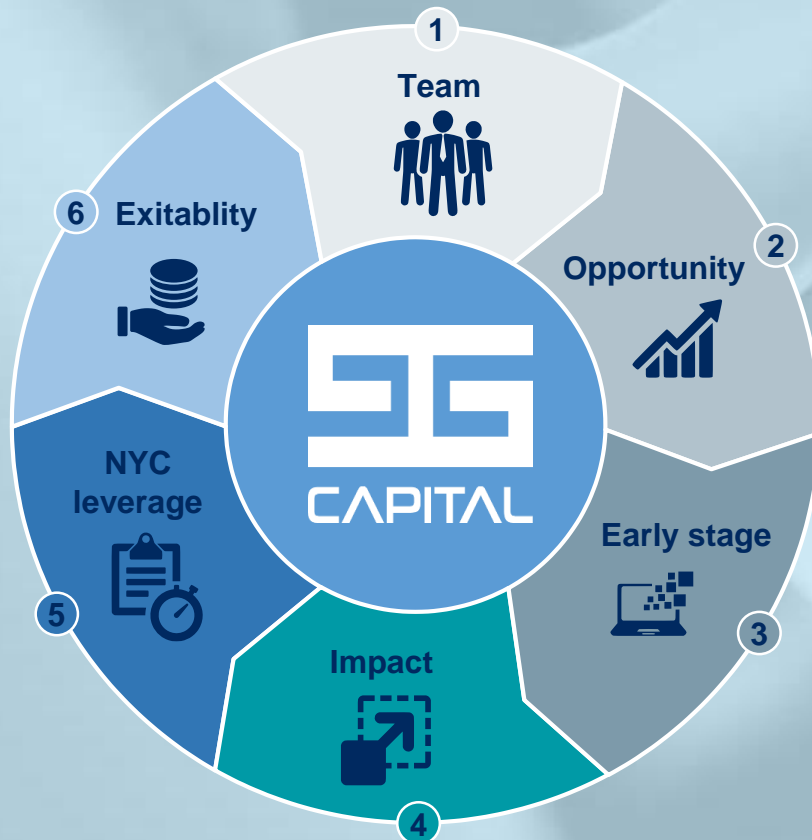 1
Team
2
Opportunity
3
Early stage
4
Impact
5
NYC
leverage
6
Exitablity
SG
CAPITAL